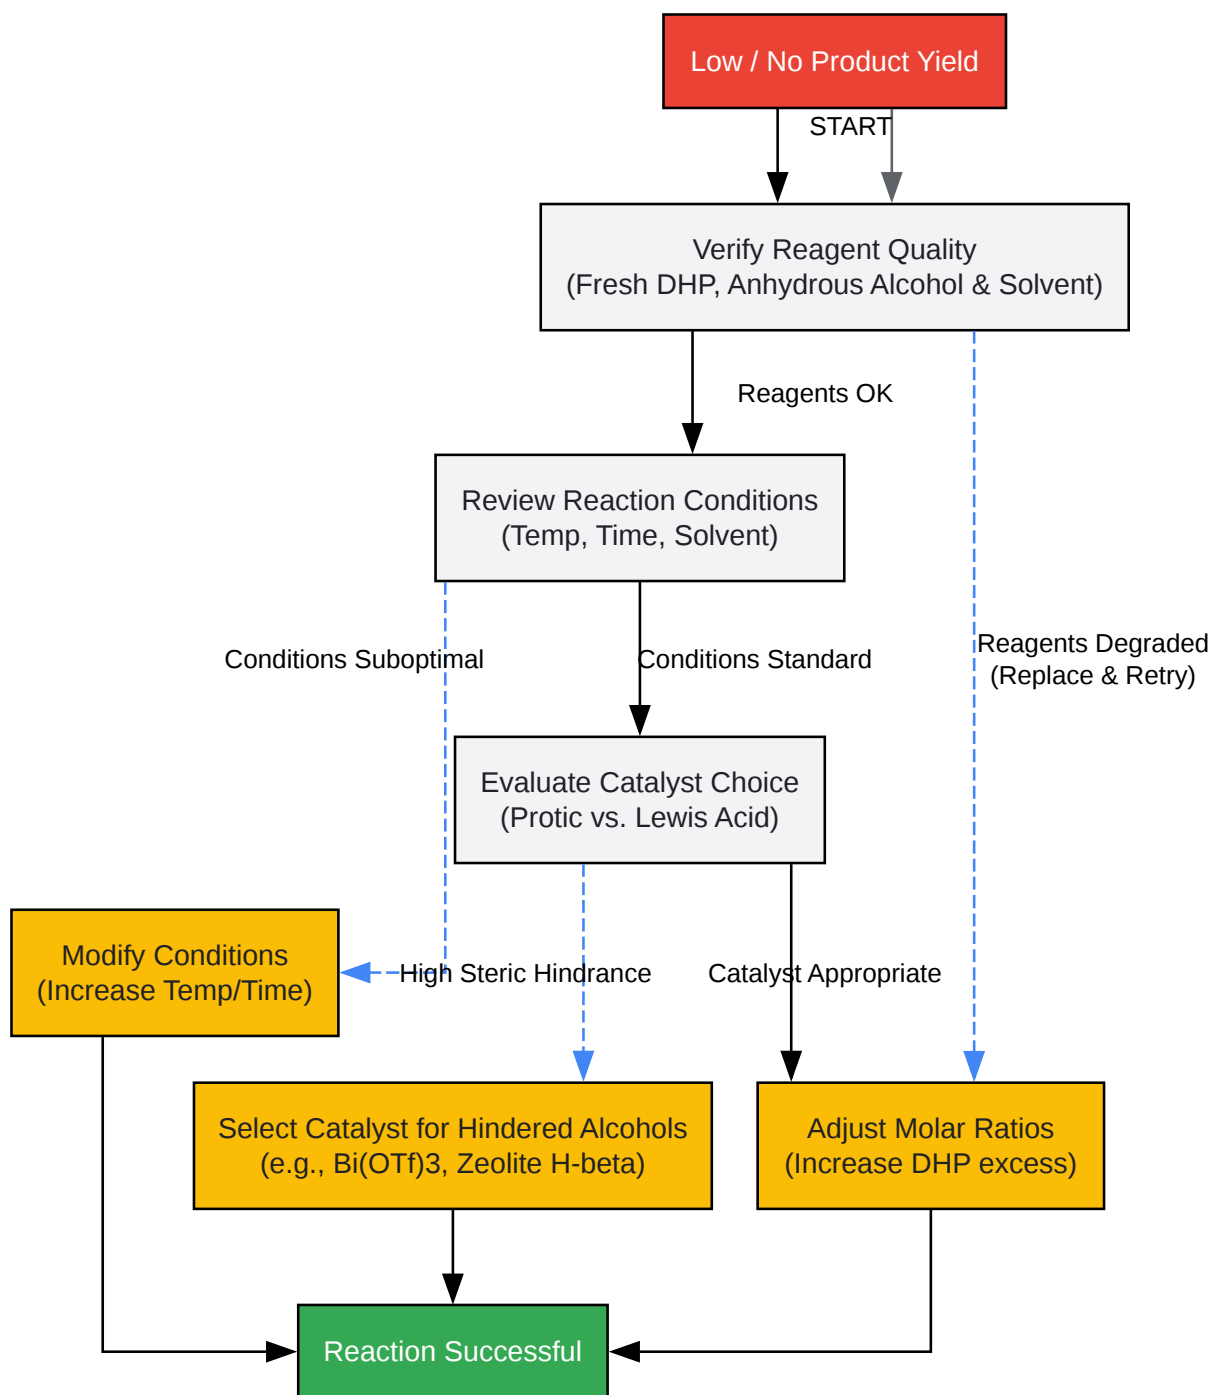 Low / No Product Yield
START
Verify Reagent Quality
(Fresh DHP, Anhydrous Alcohol & Solvent)
Reagents OK
Review Reaction Conditions
(Temp, Time, Solvent)
Conditions Suboptimal
Conditions Standard
Reagents Degraded
(Replace & Retry)
Evaluate Catalyst Choice
(Protic vs. Lewis Acid)
Modify Conditions
(Increase Temp/Time)
High Steric Hindrance
Catalyst Appropriate
Select Catalyst for Hindered Alcohols
(e.g., Bi(OTf)3, Zeolite H-beta)
Adjust Molar Ratios
(Increase DHP excess)
Reaction Successful